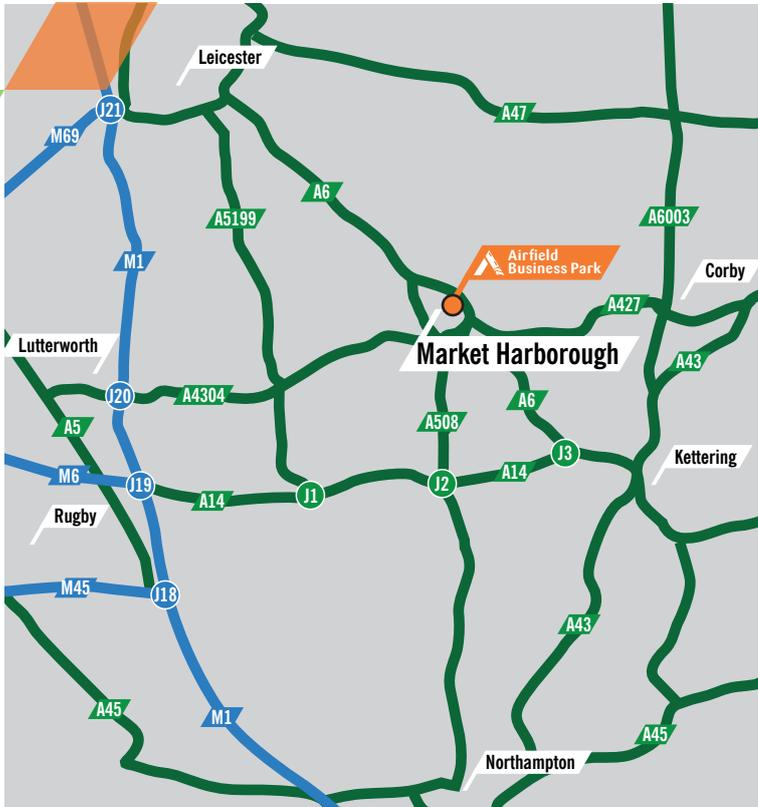 Leicester
J21
M69
A47
A6
A5199
A6003
M1
Airfield
Business Park
Corby
A427
Lutterworth
Market Harborough
A43
J20
A4304
A6
A5
A508
J3
Kettering
M6
J19
A14
J1
J2
A14
Rugby
M45
J18
A43
A45
M1
A45
Northampton